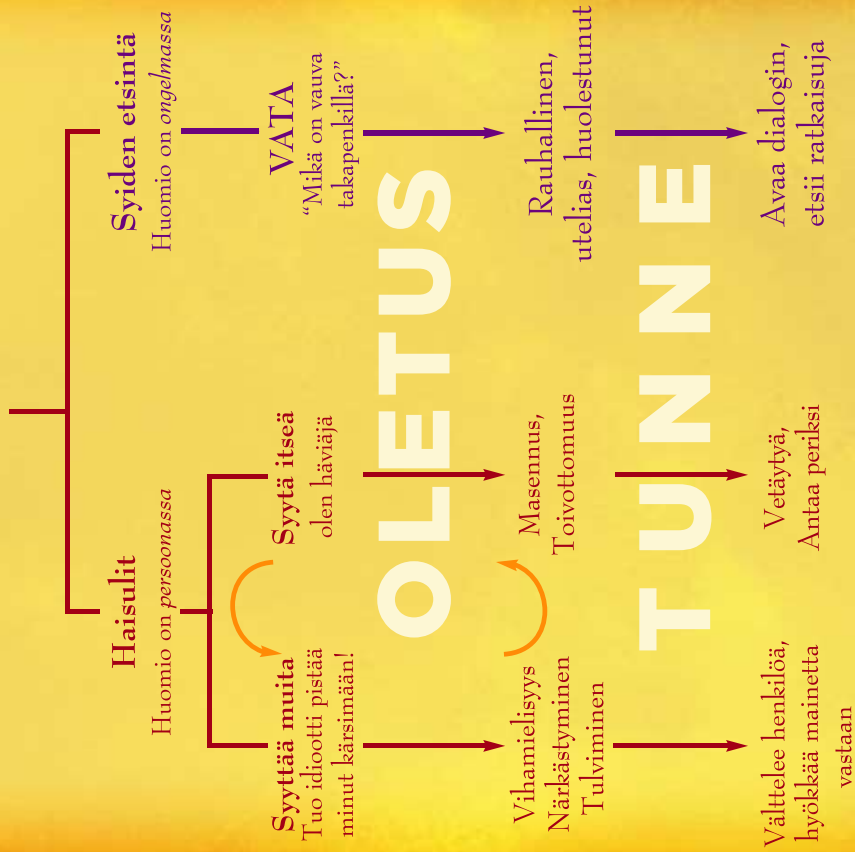 Haisulit
Huomio on persoonassa
Syiden etsintä
Huomio on ongelmassa
Syyttää muita
Tuo idiootti pistää
minut kärsimään!
Syytä itseä
olen häviäjä
VATA
“Mikä on vauva
takapenkillä?”
OLETUS
Vihamielisyys
Närkästyminen
Tulviminen
Masennus,
Toivottomuus
Rauhallinen,
utelias, huolestunut
TUNNE
Välttelee henkilöä,
hyökkää mainetta
vastaan
Vetäytyä,
Antaa periksi
Avaa dialogin,
etsii ratkaisuja